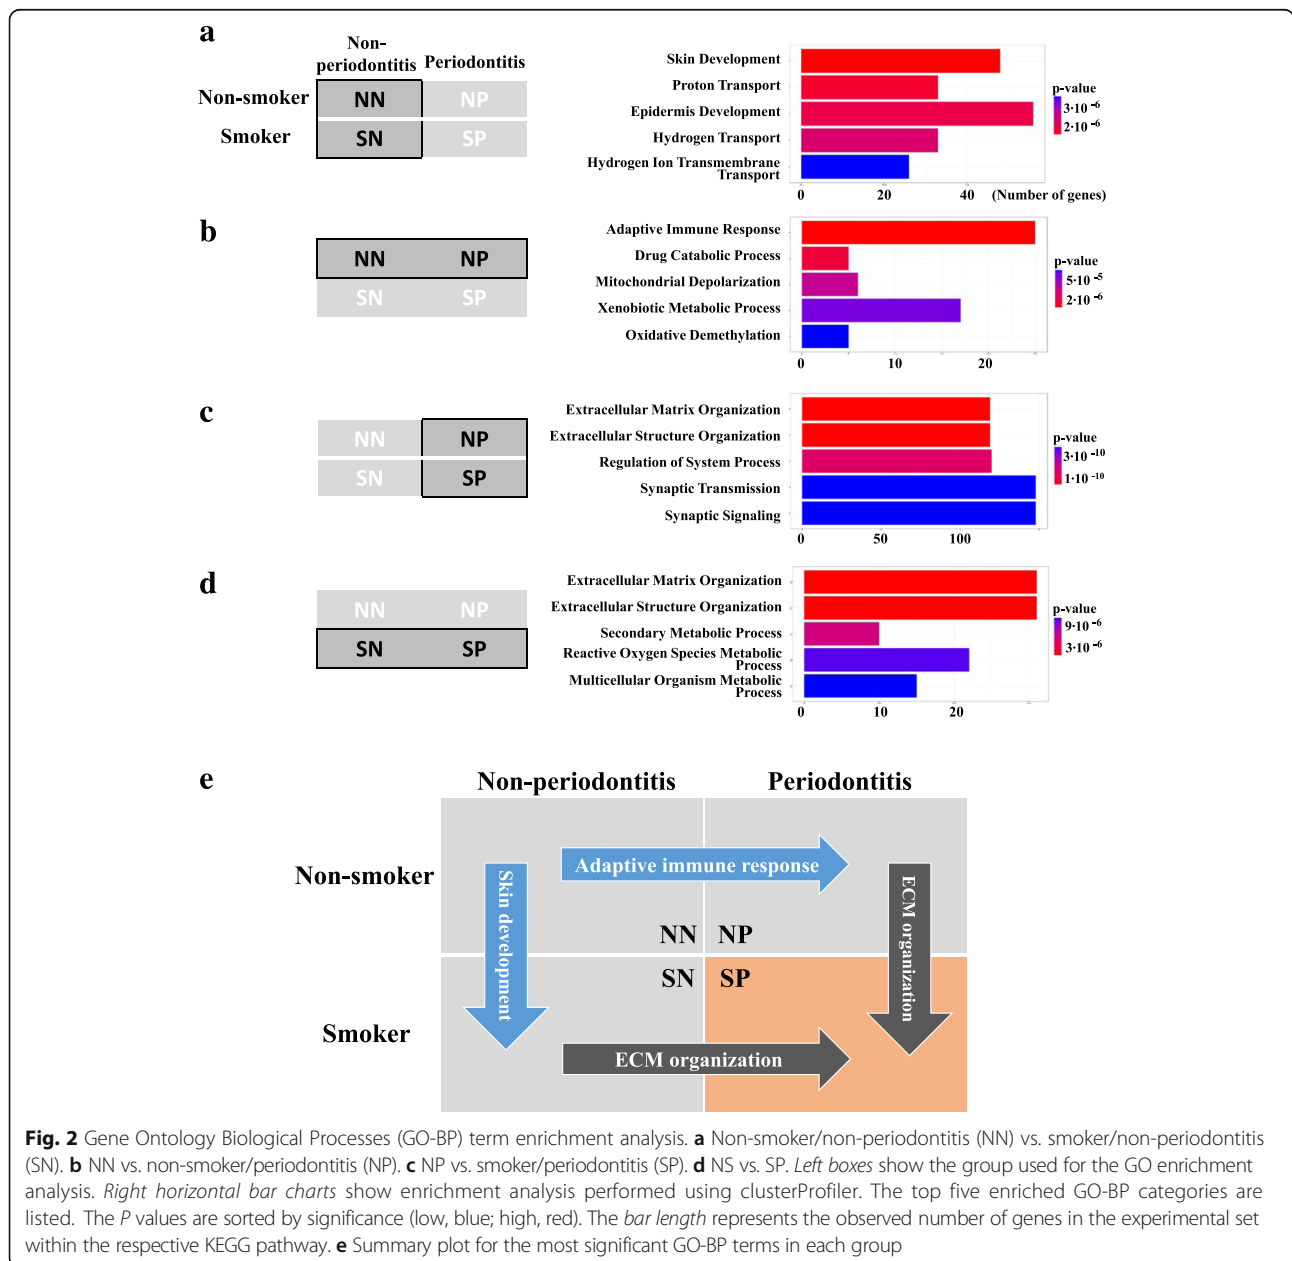 a
Non-
periodontitis Periodontitis
Non-smoker NN NP
Smoker SN SP
Skin Development
Proton Transport
Epidermis Development
Hydrogen Transport
Hydrogen Ion Transmembrane
Transport
0 20 40 (Number of genes)
p-value
3·10 -6
2·10 -6
b
NN NP
SN SP
Adaptive Immune Response
Drug Catabolic Process
Mitochondrial Depolarization
Xenobiotic Metabolic Process
Oxidative Demethylation
0 10 20
p-value
5·10 -5
2·10 -6
c
NN NP
SN SP
Extracellular Matrix Organization
Extracellular Structure Organization
Regulation of System Process
Synaptic Transmission
Synaptic Signaling
0 50 100
p-value
3·10 -10
1·10 -10
d
NN NP
SN SP
Extracellular Matrix Organization
Extracellular Structure Organization
Secondary Metabolic Process
Reactive Oxygen Species Metabolic
Process
Multicellular Organism Metabolic
Process
0 10 20
p-value
9·10 -6
3·10 -6
e
Non-periodontitis Periodontitis
Non-smoker
Smoker
Skin development
Adaptive immune response
ECM organization
NN NP
SN SP
ECM organization
Fig. 2 Gene Ontology Biological Processes (GO-BP) term enrichment analysis. a Non-smoker/non-periodontitis (NN) vs. smoker/non-periodontitis
(SN). b NN vs. non-smoker/periodontitis (NP). c NP vs. smoker/periodontitis (SP). d NS vs. SP. Left boxes show the group used for the GO enrichment
analysis. Right horizontal bar charts show enrichment analysis performed using clusterProfiler. The top five enriched GO-BP categories are
listed. The P values are sorted by significance (low, blue; high, red). The bar length represents the observed number of genes in the experimental set
within the respective KEGG pathway. e Summary plot for the most significant GO-BP terms in each group